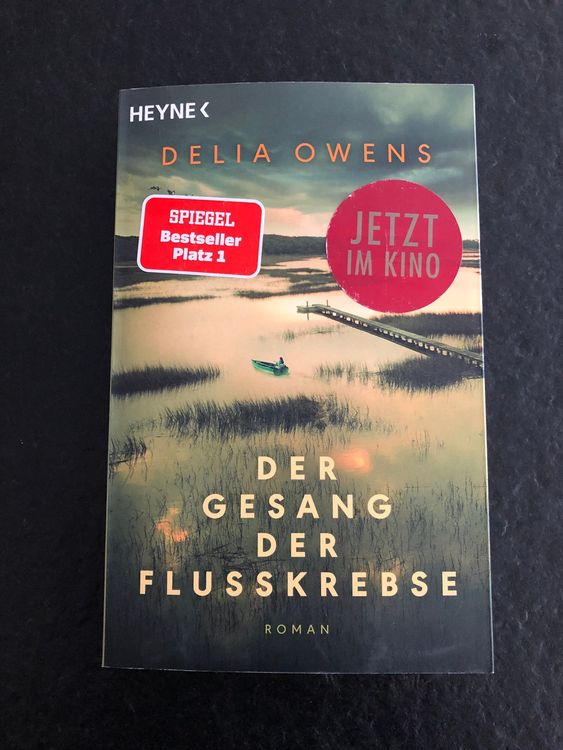 HEYNE<
DELIA OWENS
SPIEGEL
Bestseller
Platz 1
JETZT
IM KINO
DER
GESANG
DER
FLUSSKREBSE
ROMAN